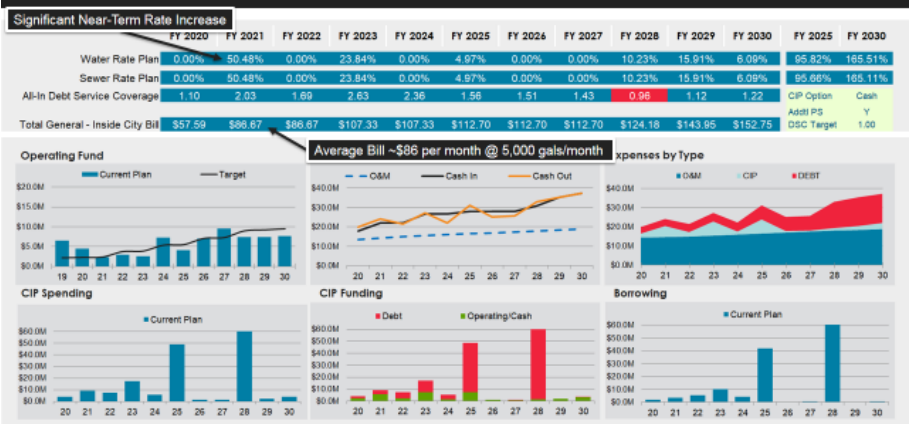 Significant Near-Term Rate Increase
FY 2020 FY 2021 FY 2022 FY 2023 FY 2024 FY 2025 FY 2026 FY 2027 FY 2028 FY 2029 FY 2030 FY 2025 FY 2030
Water Rate Plan 0.00% 50.48% 0.00% 23.84% 0.00% 4.97% 0.00% 0.00% 10.23% 15.91% 6.09% 95.82% 165.51%
Sewer Rate Plan 0.00% 50.48% 0.00% 23.84% 0.00% 4.97% 0.00% 0.00% 10.23% 15.91% 6.09% 95.66% 165.11%
All-In Debt Service Coverage 1.10 2.03 1.69 2.63 2.36 1.56 1.51 1.43 0.96 1.12 1.22 CIP Option Cash
Addtl PS Y
Total General - Inside City Bill $57.59 $86.67 $86.67 $107.33 $107.33 $112.70 $112.70 $112.70 $124.18 $143.95 $152.75 DSC Target 1.00
Average Bill ~$86 per month @ 5,000 gals/month
Operating Fund
Current Plan Target
$20.0M
$15.0M
$10.0M
$5.0M
$0.0M
19 20 21 22 23 24 25 26 27 28 29 30
O&M Cash In Cash Out
$40.0M
$30.0M
$20.0M
$10.0M
$0.0M
20 21 22 23 24 25 26 27 28 29 30
xpenses by Type
O&M CIP DEBT
$40.0M
$30.0M
$20.0M
$10.0M
$0.0M
20 21 22 23 24 25 26 27 28 29 30
CIP Spending
Current Plan
$60.0M
$50.0M
$40.0M
$30.0M
$20.0M
$10.0M
$0.0M
20 21 22 23 24 25 26 27 28 29 30
CIP Funding
Debt Operating/Cash
$60.0M
$50.0M
$40.0M
$30.0M
$20.0M
$10.0M
$0.0M
20 21 22 23 24 25 26 27 28 29 30
Borrowing
Current Plan
$60.0M
$50.0M
$40.0M
$30.0M
$20.0M
$10.0M
$0.0M
20 21 22 23 24 25 26 27 28 29 30